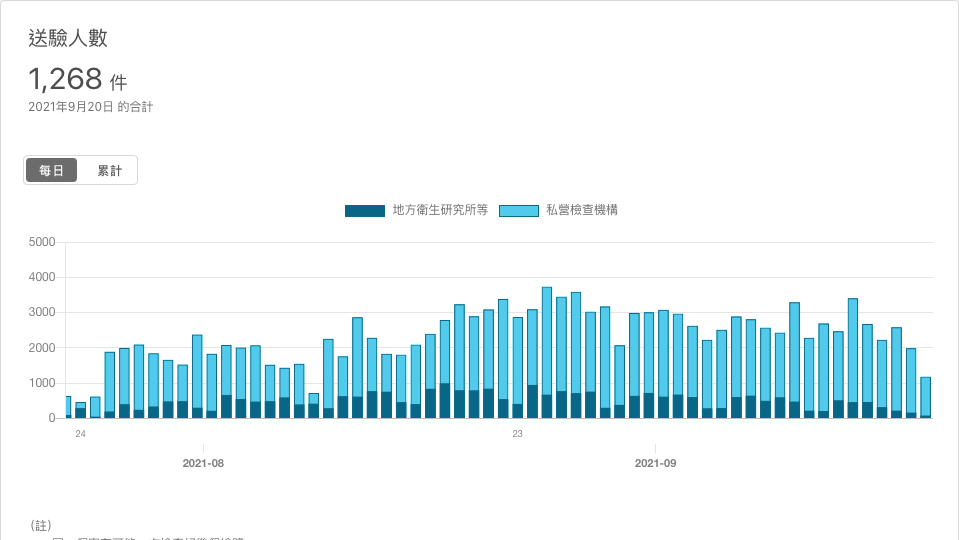 送驗人數
1,268 件
2021年9月20日 的合計
每日 累計
地方衛生研究所等 私營檢查機構
5000
4000
3000
2000
1000
0
24 23
2021-08 2021-09
(註)